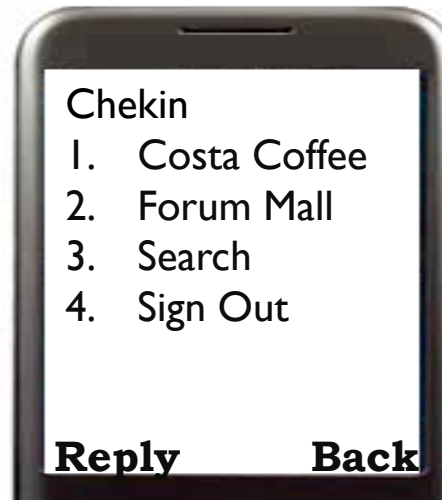 Chekin
1. Costa Coffee
2. Forum Mall
3. Search
4. Sign Out
Reply Back